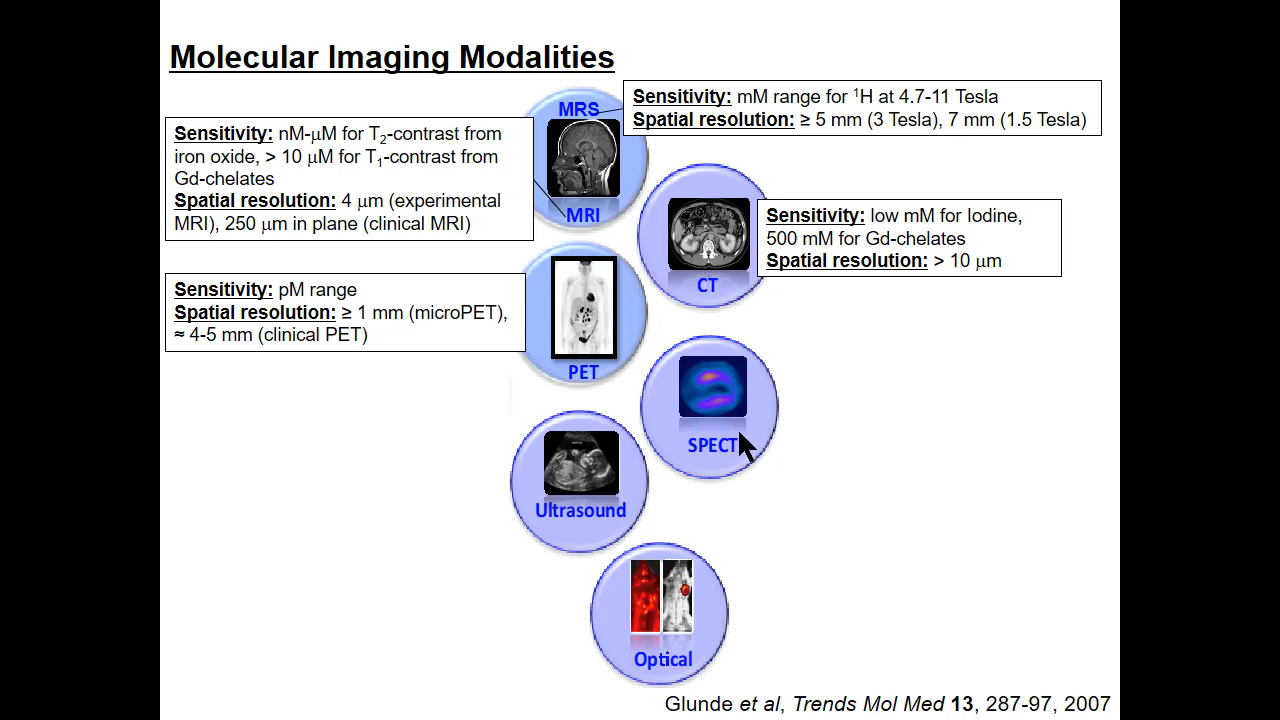 Molecular Imaging Modalities
MRS
Sensitivity: mM range for ¹H at 4.7-11 Tesla
Spatial resolution: ≥ 5 mm (3 Tesla), 7 mm (1.5 Tesla)
Sensitivity: nM-μM for T₂-contrast from
iron oxide, > 10 μM for T₁-contrast from
Gd-chelates
Spatial resolution: 4 μm (experimental
MRI), 250 μm in plane (clinical MRI)
MRI
Sensitivity: low mM for Iodine,
500 mM for Gd-chelates
Spatial resolution: > 10 μm
CT
Sensitivity: pM range
Spatial resolution: ≥ 1 mm (microPET),
≈ 4-5 mm (clinical PET)
PET
SPECT
Ultrasound
Optical
Glunde et al, Trends Mol Med 13, 287-97, 2007